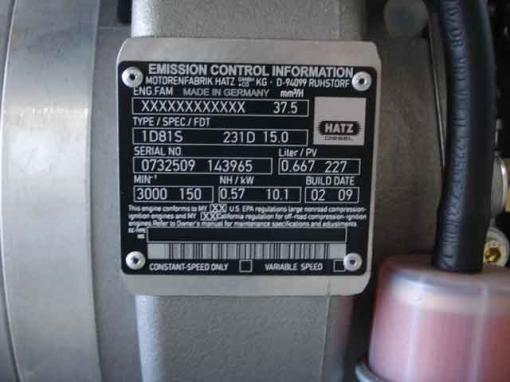 EMISSION CONTROL INFORMATION
MOTORENFABRIK HATZ GMBH +CO KG · D-94099 RUHSTORF
ENG.FAM MADE IN GERMANY mm³/H
XXXXXXXXXXXX 37.5
TYPE / SPEC / FDT
1D81S 231D 15.0
HATZ
DIESEL
SERIAL NO. Liter / PV
0732509 143965 0.667 227
MIN⁻¹ NH / kW BUILD DATE
3000 150 0.57 10.1 02 09
This engine conforms to MY XX U.S. EPA regulations large nonroad compression-
ignition engines and MY XX California regulation for off-road compression-ignition
engines. Refer to Owner's manual for maintenance specifications and adjustments
EC-TYPE
CONSTANT-SPEED ONLY VARIABLE SPEED